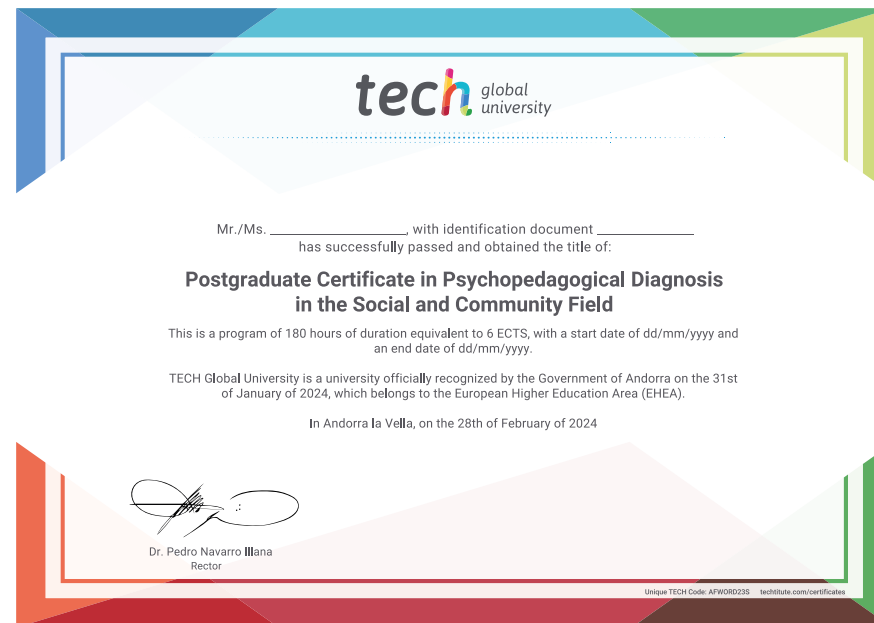 tech global
university
Mr./Ms. ____________________, with identification document ______________
has successfully passed and obtained the title of:
Postgraduate Certificate in Psychopedagogical Diagnosis
in the Social and Community Field
This is a program of 180 hours of duration equivalent to 6 ECTS, with a start date of dd/mm/yyyy and
an end date of dd/mm/yyyy.
TECH Global University is a university officially recognized by the Government of Andorra on the 31st
of January of 2024, which belongs to the European Higher Education Area (EHEA).
In Andorra la Vella, on the 28th of February of 2024
Dr. Pedro Navarro Illana
Rector
Unique TECH Code: AFWORD23S techtitute.com/certificates